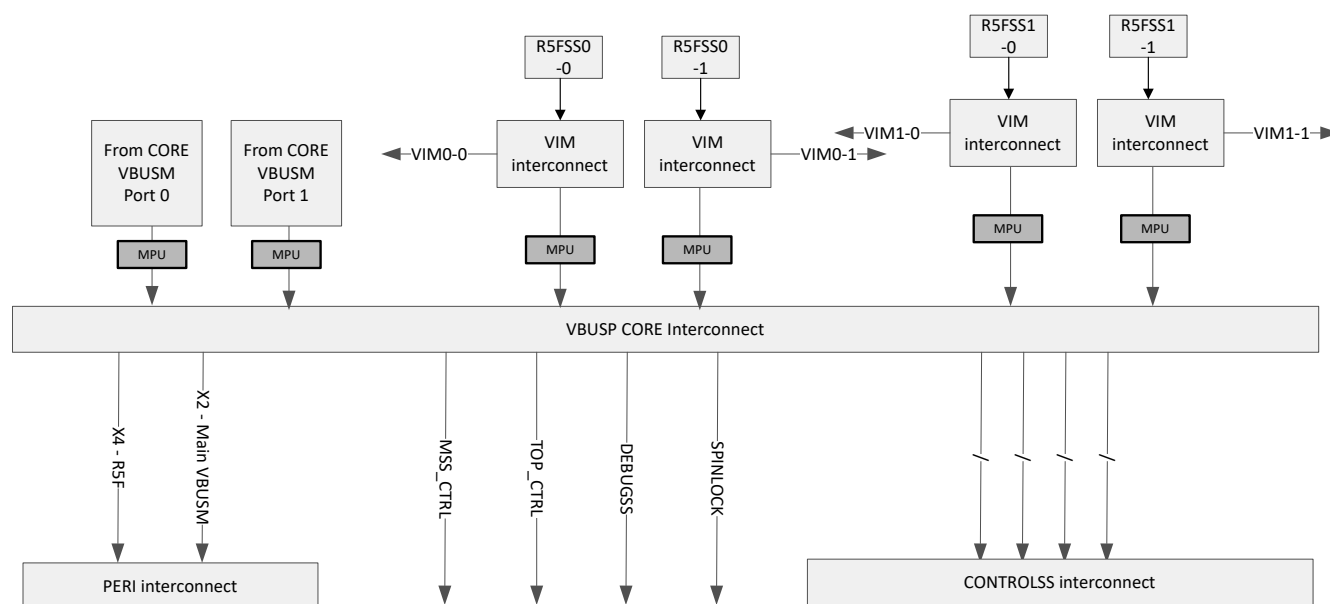 R5FSS0
-0
R5FSS0
-1
R5FSS1
-0
R5FSS1
-1
From CORE
VBUSM
Port 0
From CORE
VBUSM
Port 1
VIM0-0
VIM
interconnect
VIM
interconnect
VIM0-1
VIM1-0
VIM
interconnect
VIM
interconnect
VIM1-1
MPU
MPU
MPU
MPU
MPU
MPU
VBUSP CORE Interconnect
X4 - R5F
X2 - Main VBUSM
MSS_CTRL
TOP_CTRL
DEBUGSS
SPINLOCK
PERI interconnect
CONTROLSS interconnect